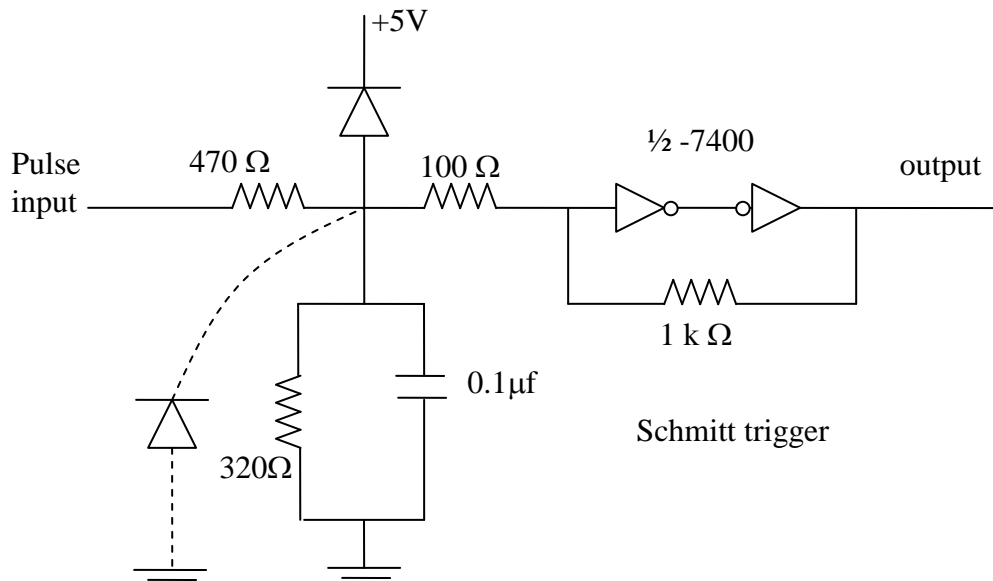 +5V
½ -7400
Pulse
input
470 Ω
100 Ω
output
1 k Ω
0.1μf
320Ω
Schmitt trigger